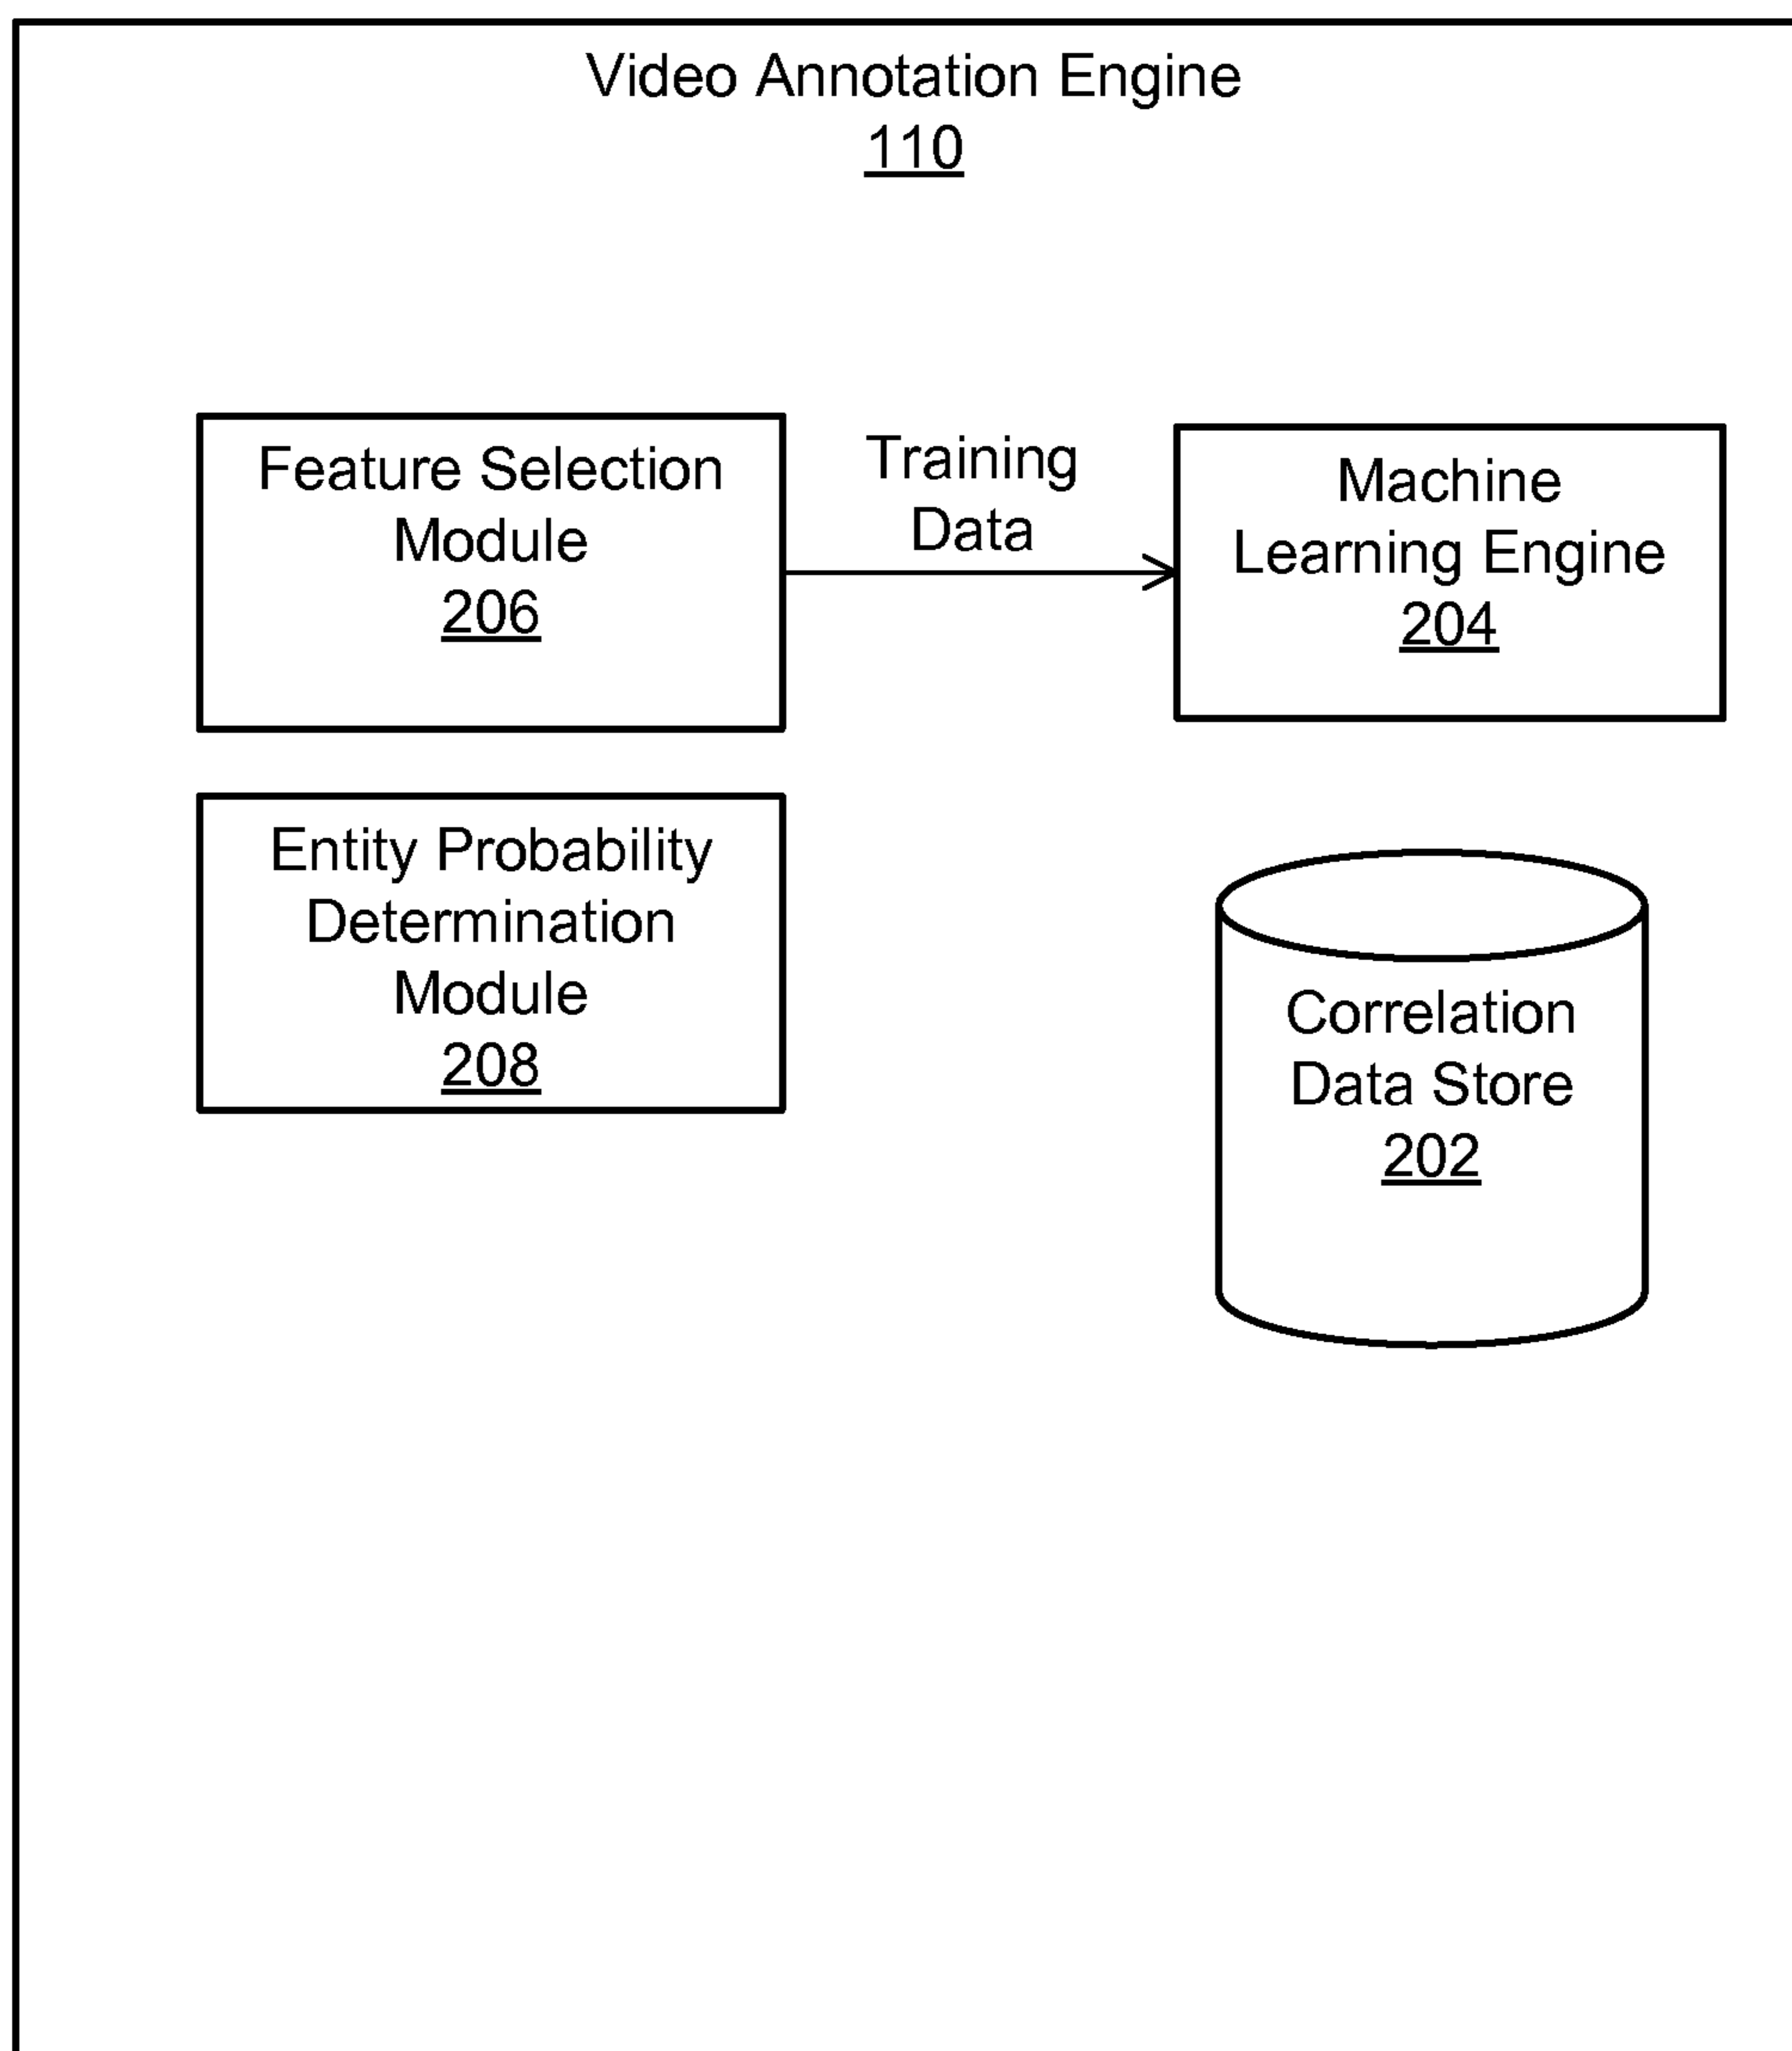 Video Annotation Engine
110
Feature Selection
Module
206
Training
Data
Machine
Learning Engine
204
Entity Probability
Determination
Module
208
Correlation
Data Store
202